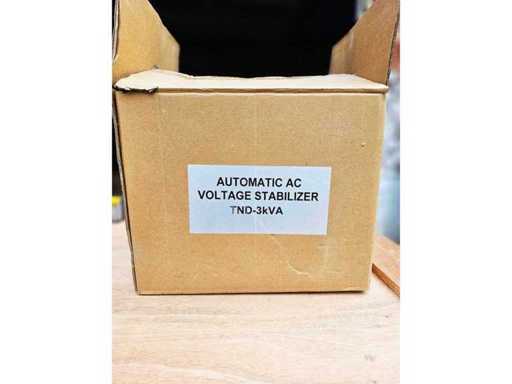 AUTOMATIC AC
VOLTAGE STABILIZER
TND-3kVA